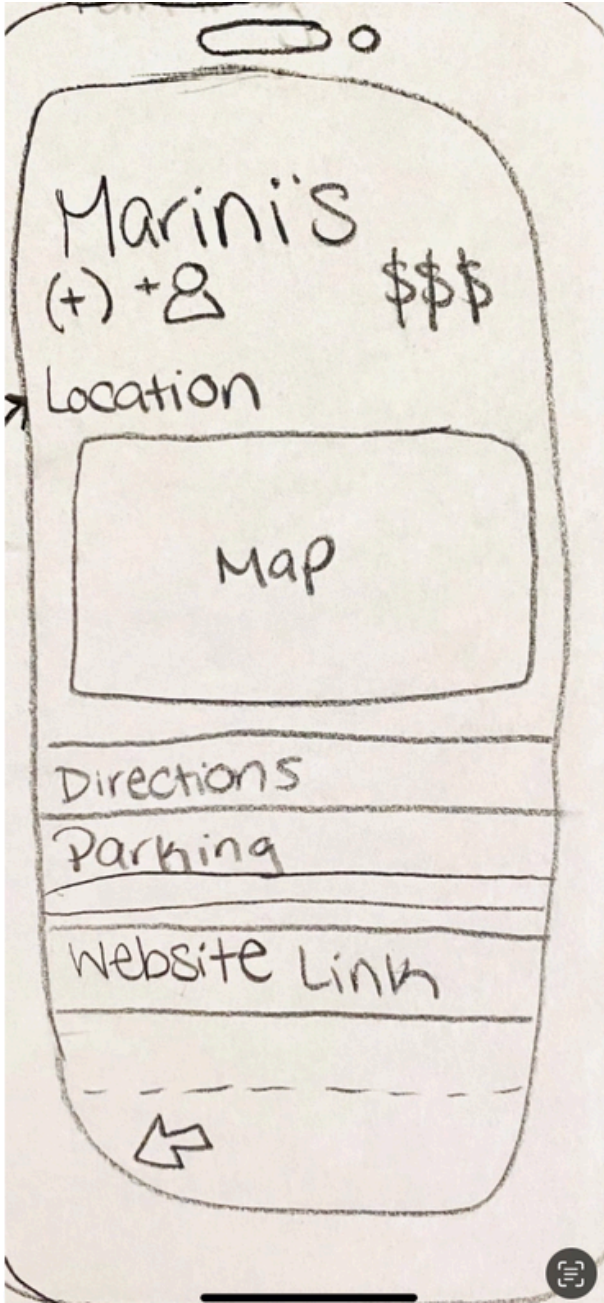 Marini's
(+) + $$$
Location
Map
Directions
Parking
Website Link